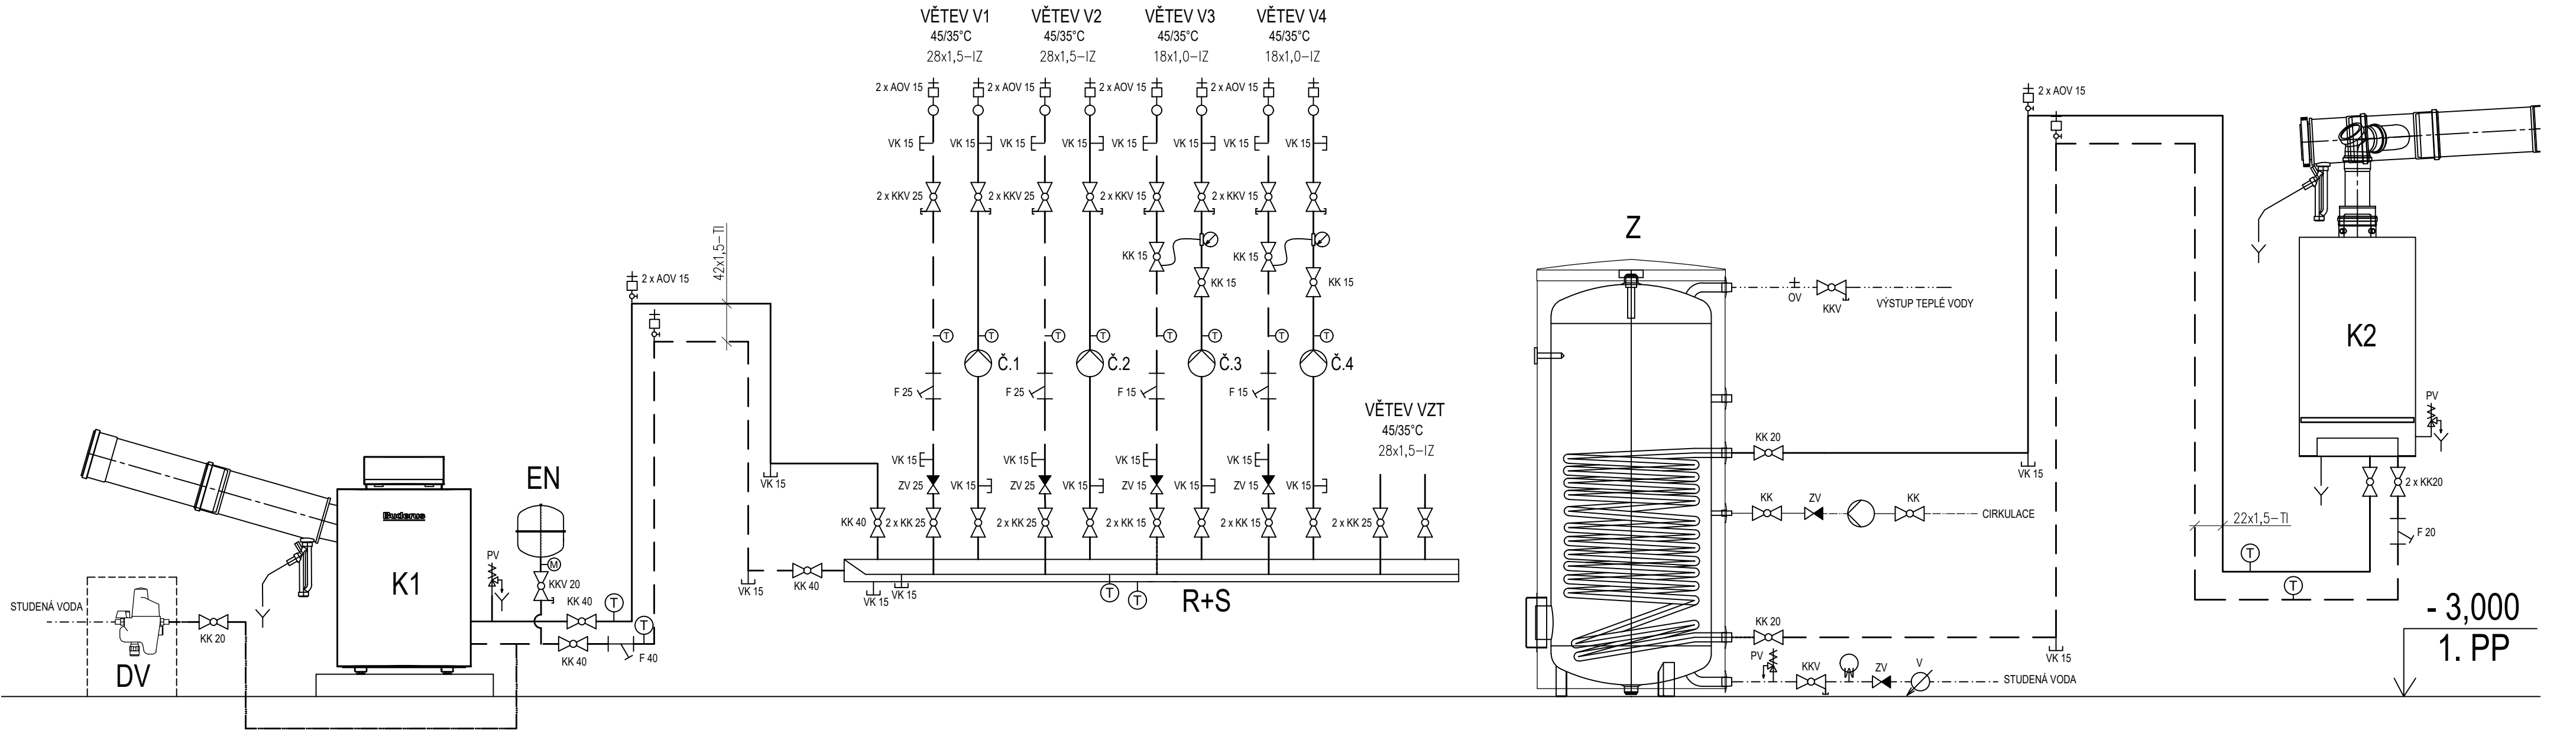 VĚTEV V1
45/35°C
28x1,5-IZ
VĚTEV V2
45/35°C
28x1,5-IZ
VĚTEV V3
45/35°C
18x1,0-IZ
VĚTEV V4
45/35°C
18x1,0-IZ
2 x AOV 15
2 x AOV 15
2 x AOV 15
2 x AOV 15
VK 15
VK 15
VK 15
VK 15
VK 15
VK 15
VK 15
VK 15
2 x KKV 25
2 x KKV 25
2 x KKV 15
2 x KKV 15
KK 15
KK 15
KK 15
KK 15
T
T
T
T
T
T
T
T
Č.1
Č.2
Č.3
Č.4
F 25
F 25
F 15
F 15
VĚTEV VZT
45/35°C
28x1,5-IZ
VK 15
VK 15
VK 15
VK 15
ZV 25
VK 15
ZV 25
VK 15
ZV 15
VK 15
ZV 15
VK 15
KK 40
2 x KK 25
2 x KK 25
2 x KK 15
2 x KK 15
2 x KK 25
KK 40
VK 15
VK 15
T
T
R+S
42x1,5-TI
2 x AOV 15
VK 15
VK 15
EN
M
KKV 20
PV
KK 40
T
T
KK 40
F 40
Buderus
K1
STUDENÁ VODA
DV
KK 20
Z
OV
KKV
VÝSTUP TEPLÉ VODY
KK 20
KK
ZV
KK
CIRKULACE
KK 20
PV
KKV
ZV
V
STUDENÁ VODA
2 x AOV 15
VK 15
VK 15
22x1,5-TI
T
T
K2
PV
2 x KK20
F 20
- 3,000
1. PP